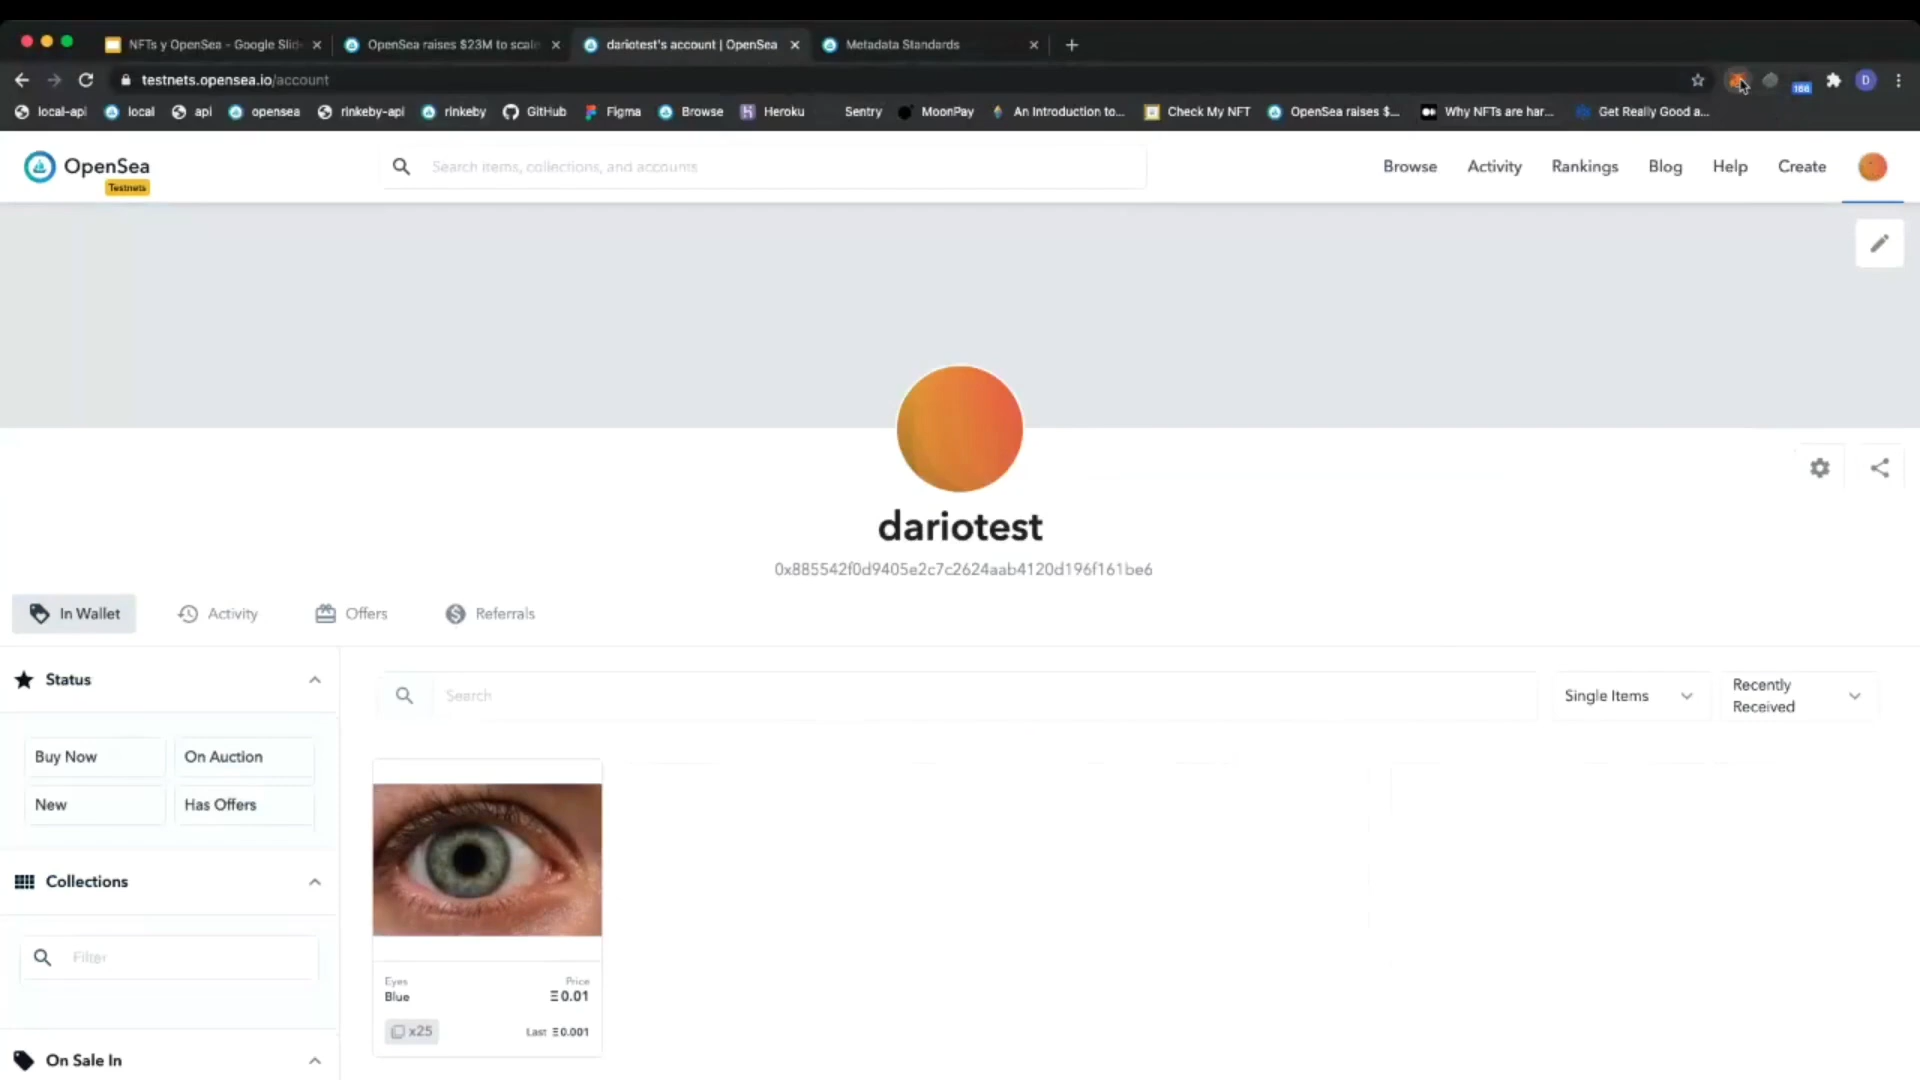 NFTs y OpenSea - Google Slid
OpenSea raises $23M to scale
dariotest's account | OpenSea
Metadata Standards
testnets.opensea.io/account
168
D
local-api
local
api
opensea
rinkeby-api
rinkeby
GitHub
Figma
Browse
Heroku
Sentry
MoonPay
An Introduction to...
Check My NFT
OpenSea raises $...
Why NFTs are har...
Get Really Good a...
OpenSea
Testnets
Search items, collections, and accounts
Browse
Activity
Rankings
Blog
Help
Create
dariotest
0x885542f0d9405e2c7c2624aab4120d196f161be6
In Wallet
Activity
Offers
Referrals
Status
Search
Single Items
Recently
Received
Buy Now
On Auction
New
Has Offers
Collections
Filter
Eyes
Price
Blue
Ξ 0.01
x25
Last Ξ 0.001
On Sale In